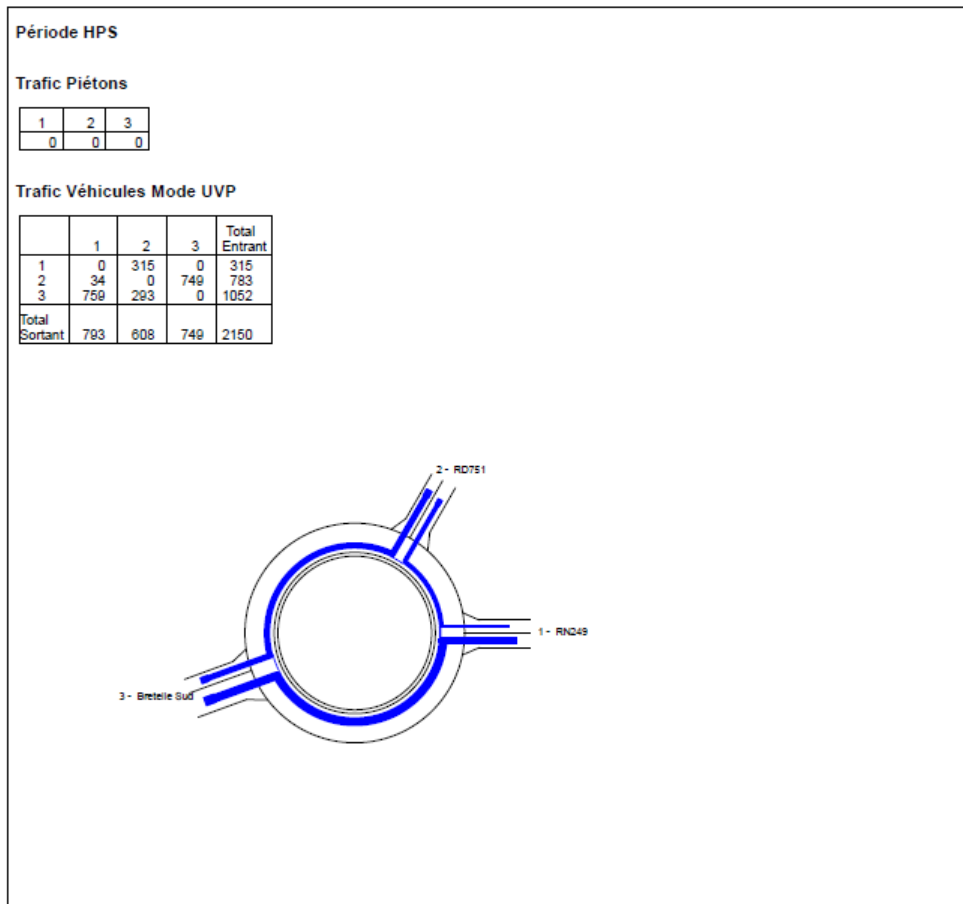 Période HPS
Trafic Piétons
1 2 3
0 0 0
Trafic Véhicules Mode UVP
1 2 3 Total Entrant
1 0 315 0 315
2 34 0 749 783
3 759 293 0 1052
Total Sortant 793 608 749 2150
2 - RD751
1 - RN249
3 - Bretelle Sud